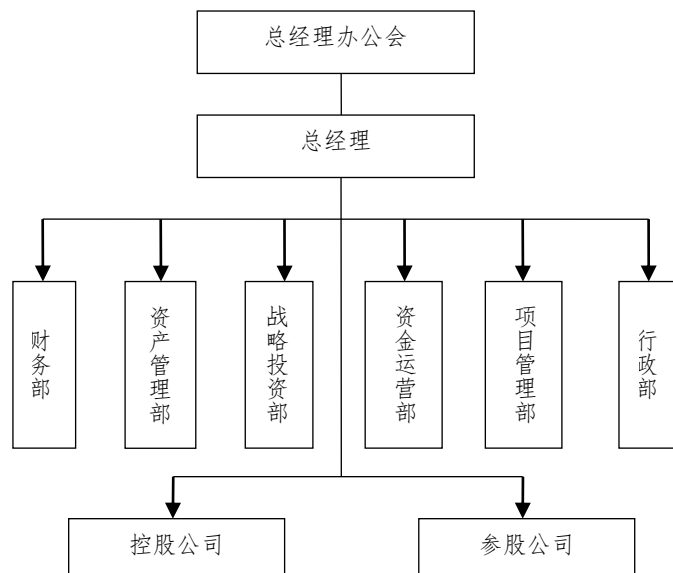 总经理办公会
总经理
财务部
资产管理部
战略投资部
资金运营部
项目管理部
行政部
控股公司
参股公司